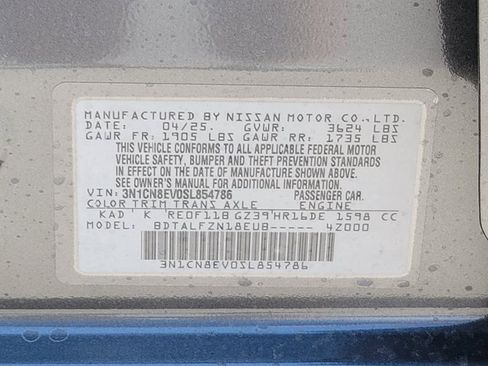 MANUFACTURED BY NISSAN MOTOR CO., LTD.
DATE: 04/25. GVWR: 3624 LBS
GAWR FR: 1905 LBS GAWR RR: 1735 LBS
THIS VEHICLE CONFORMS TO ALL APPLICABLE FEDERAL MOTOR
VEHICLE SAFETY, BUMPER AND THEFT PREVENTION STANDARDS
IN EFFECT ON THE DATE OF MANUFACTURE SHOWN ABOVE.
SEE OWNER'S MANUAL FOR ADDITIONAL INFORMATION.
VIN: 3N1CN8EV0SL854786
COLOR TRIM TRANS AXLE ENGINE
KAD K RE0F11B GZ39 HR16DE 1598 CC
MODEL: BDTALFZN18EUB----- 4Z000
3N1CN8EV0SL854786